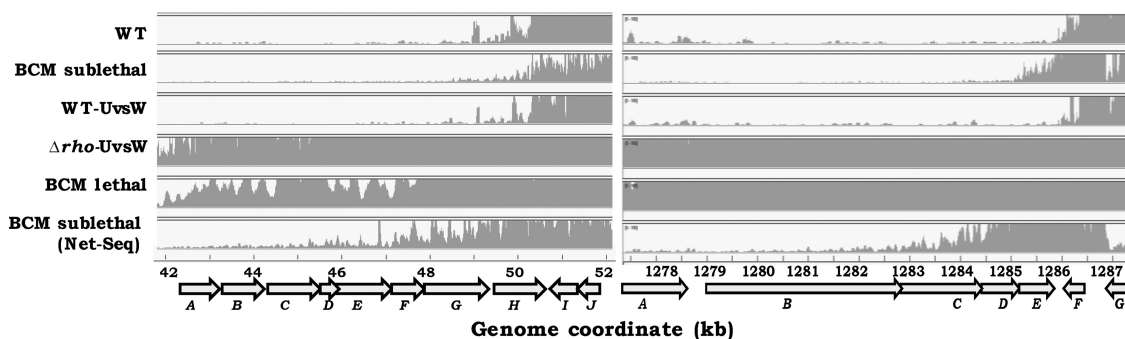 WT
BCM sublethal
WT-UvsW
Δrho-UvsW
BCM lethal
BCM sublethal
(Net-Seq)
42 44 46 48 50 52
1278 1279 1280 1281 1282 1283 1284 1285 1286 1287
A B C D E F G H I J
A B C D E F G
Genome coordinate (kb)